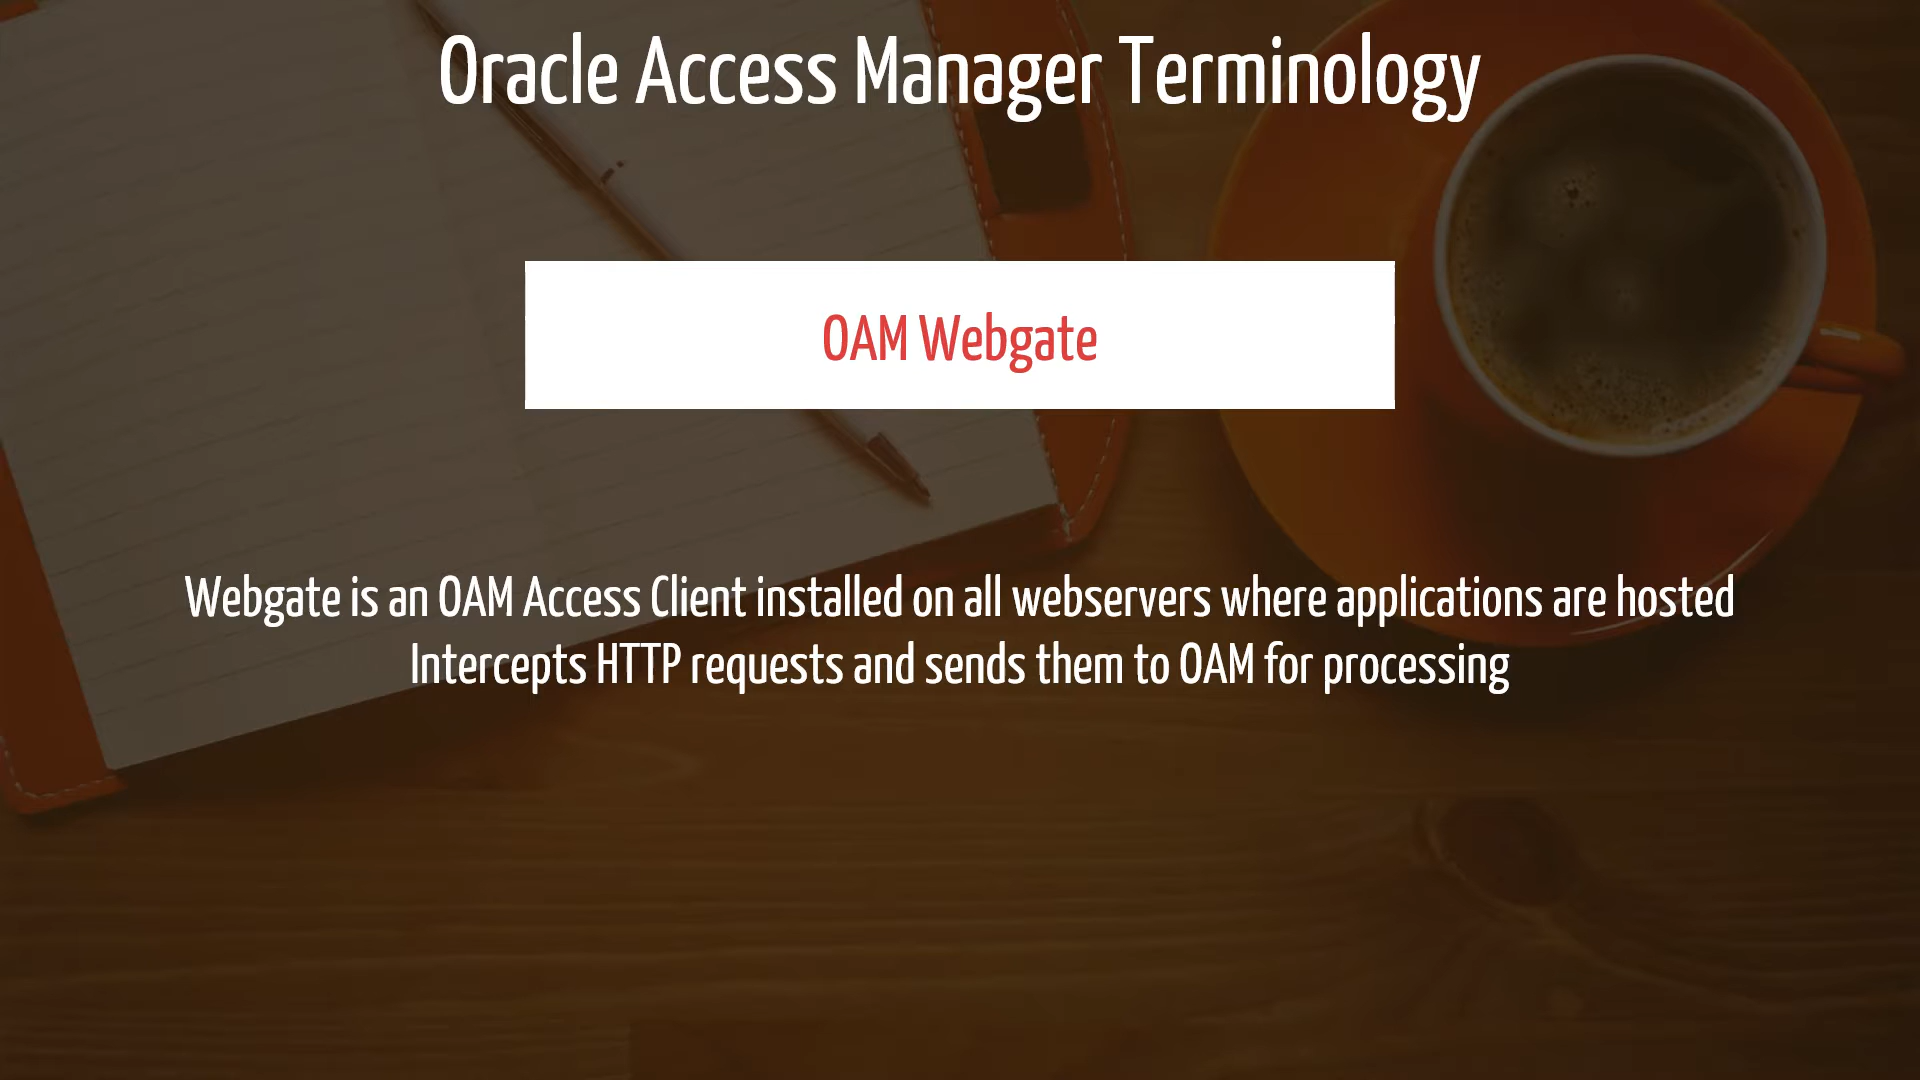 Oracle Access Manager Terminology
OAM Webgate
Webgate is an OAM Access Client installed on all webservers where applications are hosted
Intercepts HTTP requests and sends them to OAM for processing